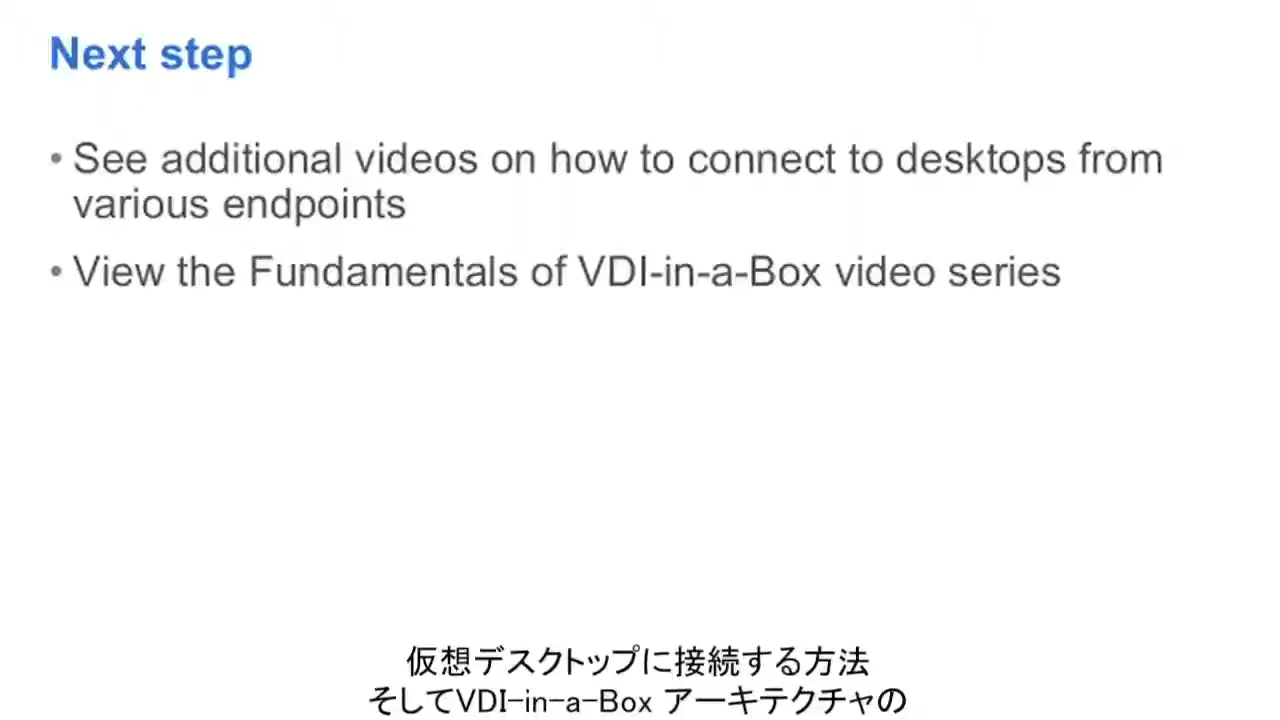 Next step
• See additional videos on how to connect to desktops from
various endpoints
• View the Fundamentals of VDI-in-a-Box video series
仮想デスクトップに接続する方法
そしてVDI-in-a-Box アーキテクチャの